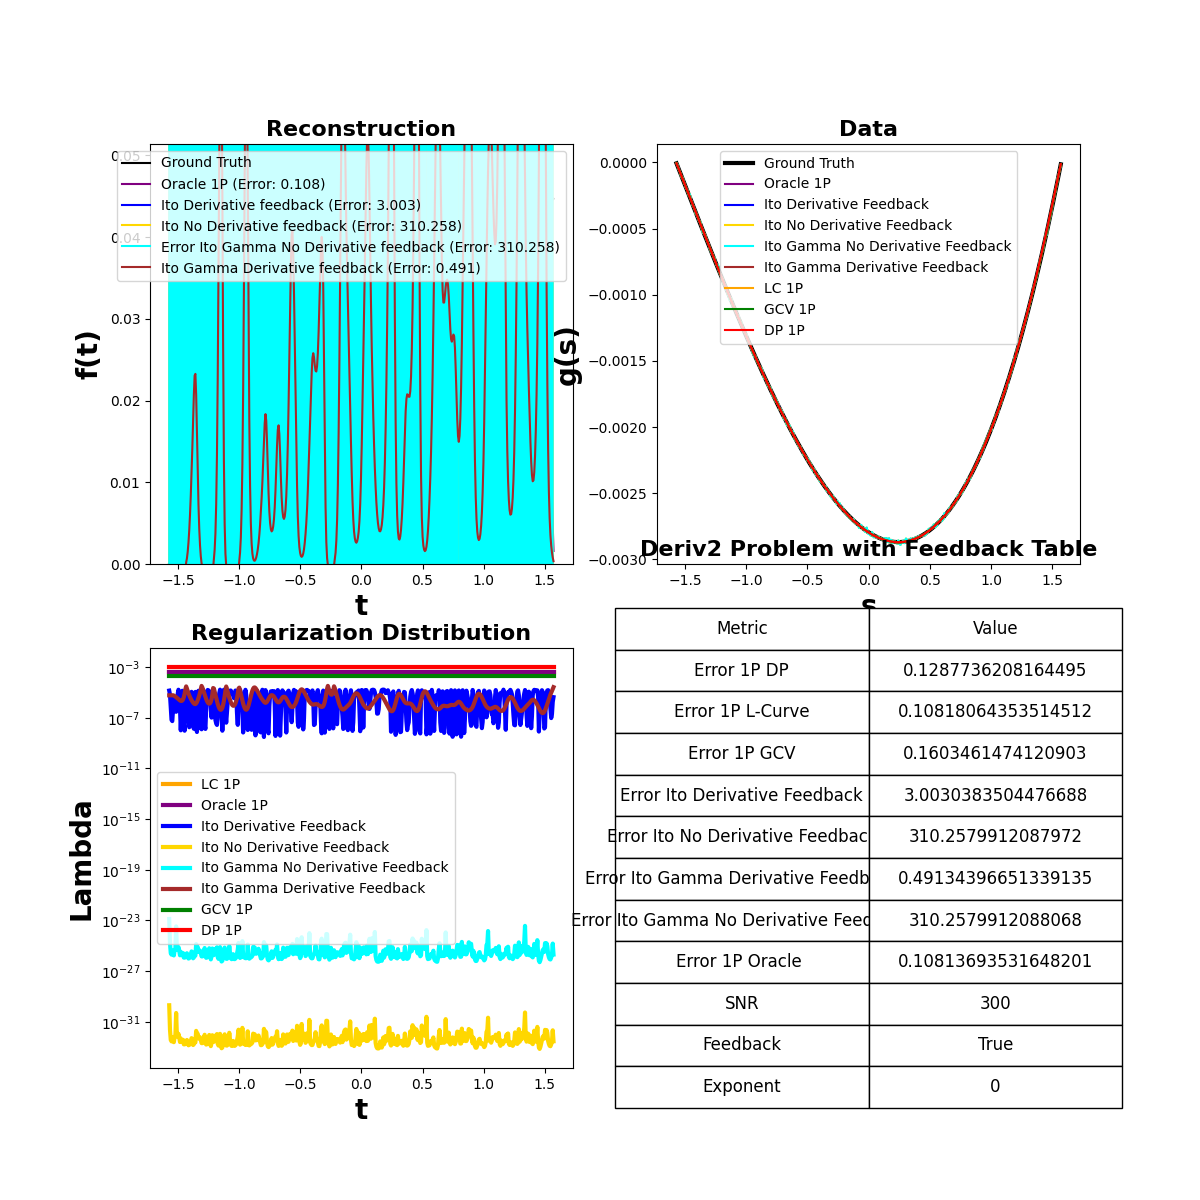 Reconstruction
0.05
0.04
0.03
0.02
0.01
0.00
f(t)
Ground Truth
Oracle 1P (Error: 0.108)
Ito Derivative feedback (Error: 3.003)
Ito No Derivative feedback (Error: 310.258)
Error Ito Gamma No Derivative feedback (Error: 310.258)
Ito Gamma Derivative feedback (Error: 0.491)
−1.5 −1.0 −0.5 0.0 0.5 1.0 1.5
t
Data
0.0000
−0.0005
−0.0010
−0.0015
−0.0020
−0.0025
−0.0030
g(s)
Ground Truth
Oracle 1P
Ito Derivative Feedback
Ito No Derivative Feedback
Ito Gamma No Derivative Feedback
Ito Gamma Derivative Feedback
LC 1P
GCV 1P
DP 1P
−1.5 −1.0 −0.5 0.0 0.5 1.0 1.5
s
Regularization Distribution
10−3
10−7
10−11
10−15
10−19
10−23
10−27
10−31
Lambda
LC 1P
Oracle 1P
Ito Derivative Feedback
Ito No Derivative Feedback
Ito Gamma No Derivative Feedback
Ito Gamma Derivative Feedback
GCV 1P
DP 1P
−1.5 −1.0 −0.5 0.0 0.5 1.0 1.5
t
Deriv2 Problem with Feedback Table
Metric Value
Error 1P DP 0.1287736208164495
Error 1P L-Curve 0.10818064353514512
Error 1P GCV 0.1603461474120903
Error Ito Derivative Feedback 3.0030383504476688
Error Ito No Derivative Feedbac 310.2579912087972
Error Ito Gamma Derivative Feedb 0.49134396651339135
Error Ito Gamma No Derivative Feec 310.2579912088068
Error 1P Oracle 0.10813693531648201
SNR 300
Feedback True
Exponent 0